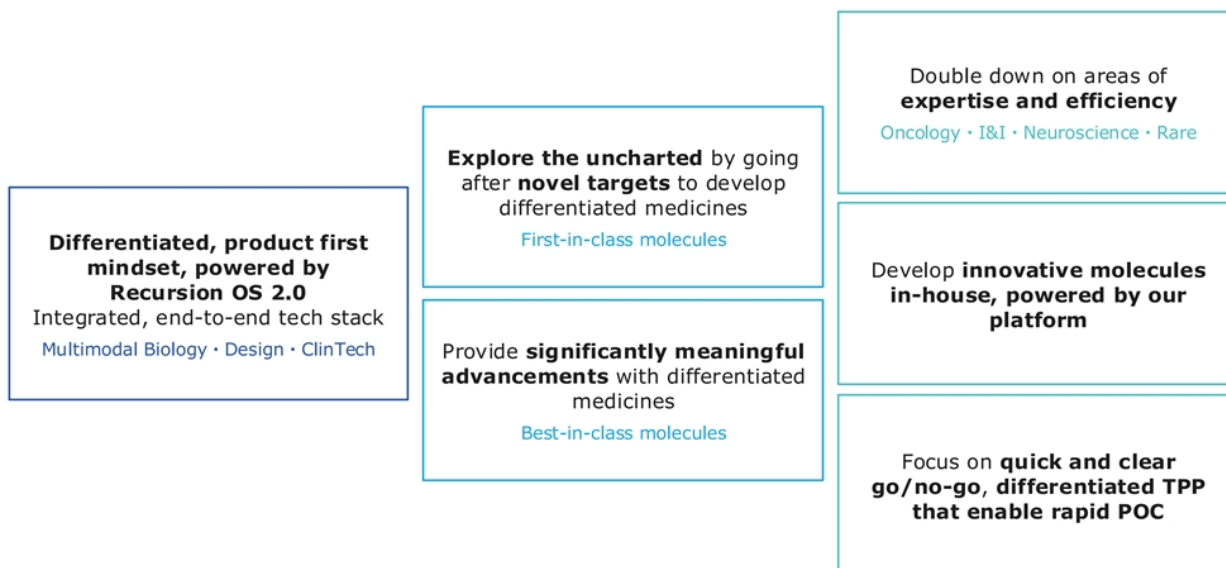 Differentiated, product first
mindset, powered by
Recursion OS 2.0
Integrated, end-to-end tech stack
Multimodal Biology · Design · ClinTech
Explore the uncharted by going
after novel targets to develop
differentiated medicines
First-in-class molecules
Provide significantly meaningful
advancements with differentiated
medicines
Best-in-class molecules
Double down on areas of
expertise and efficiency
Oncology · I&I · Neuroscience · Rare
Develop innovative molecules
in-house, powered by our
platform
Focus on quick and clear
go/no-go, differentiated TPP
that enable rapid POC